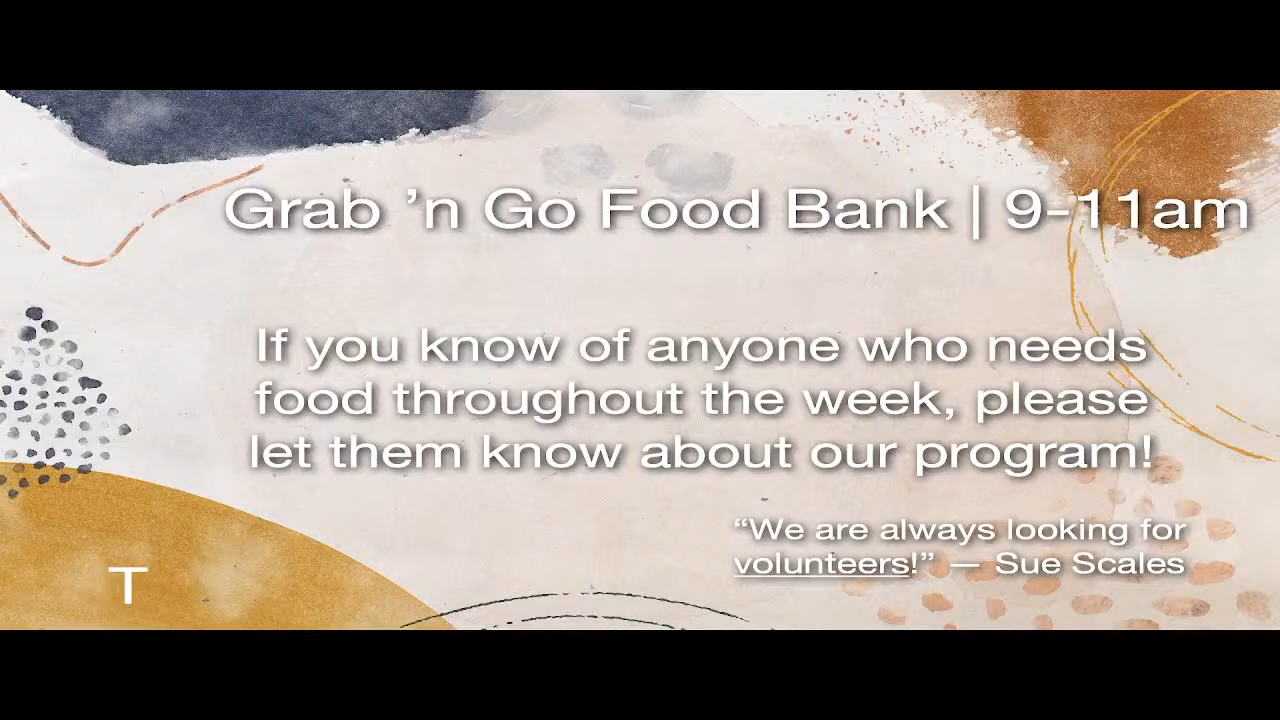 Grab ’n Go Food Bank | 9-11am
If you know of anyone who needs
food throughout the week, please
let them know about our program!
“We are always looking for
volunteers!” — Sue Scales
T